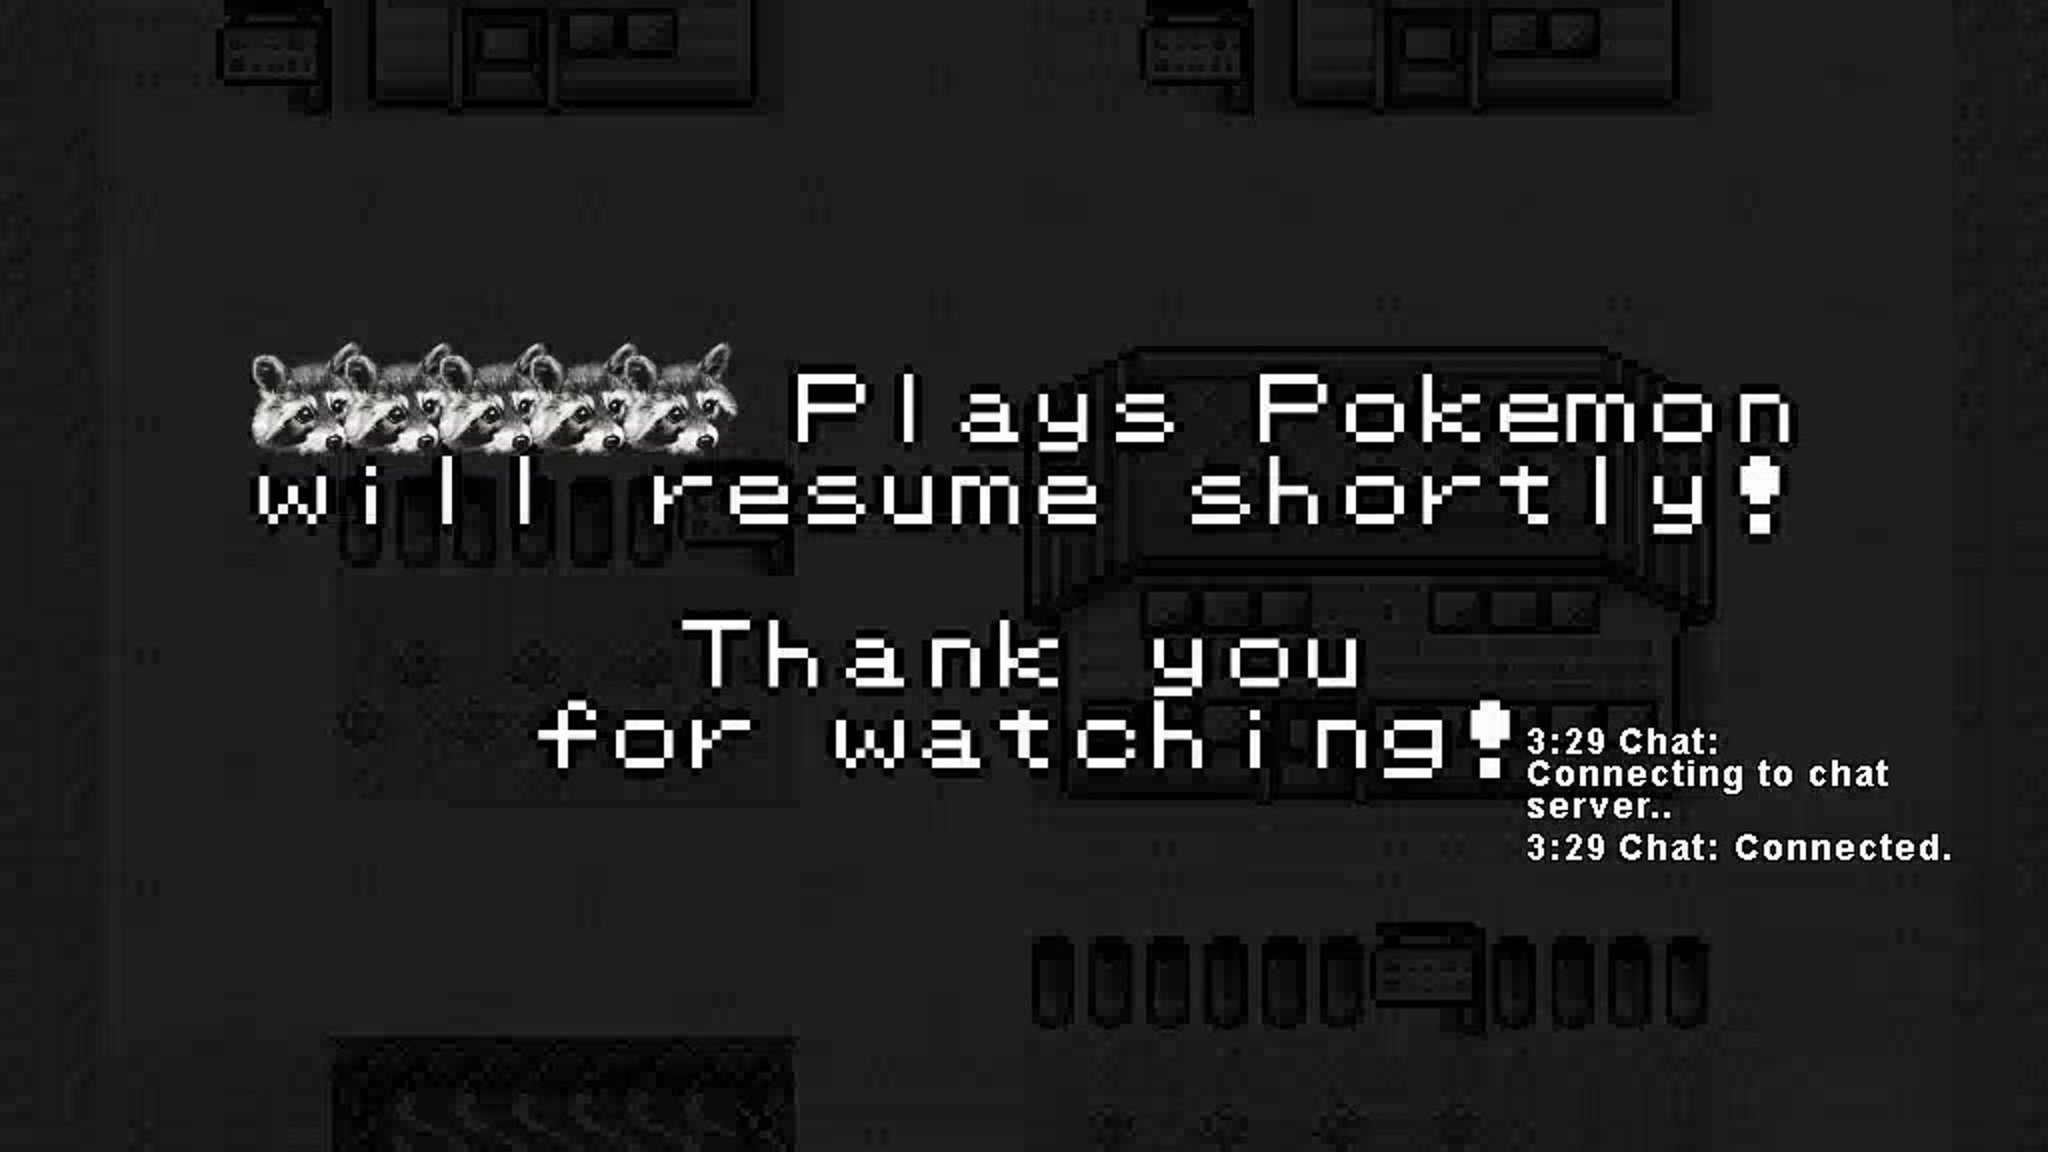 Plays Pokemon
will resume shortly!
Thank you
for watching!
3:29 Chat:
Connecting to chat
server..
3:29 Chat: Connected.